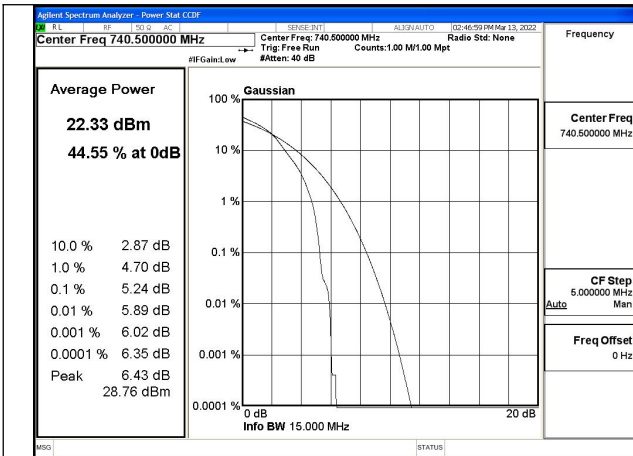 Agilent Spectrum Analyzer - Power Stat CCDF
RL RF 50 Ω AC SENSE:INT ALIGN AUTO 02:46:59 PM Mar 13, 2022
Center Freq 740.500000 MHz
Center Freq: 740.500000 MHz Radio Std: None
Trig: Free Run Counts:1.00 M/1.00 Mpt
#IFGain:Low #Atten: 40 dB
Frequency
Average Power
22.33 dBm
44.55 % at 0dB
10.0 % 2.87 dB
1.0 % 4.70 dB
0.1 % 5.24 dB
0.01 % 5.89 dB
0.001 % 6.02 dB
0.0001 % 6.35 dB
Peak 6.43 dB
28.76 dBm
Gaussian
100 %
10 %
1 %
0.1 %
0.01 %
0.001 %
0.0001 %
0 dB 20 dB
Info BW 15.000 MHz
Center Freq
740.500000 MHz
CF Step
5.000000 MHz
Auto Man
Freq Offset
0 Hz
MSG STATUS